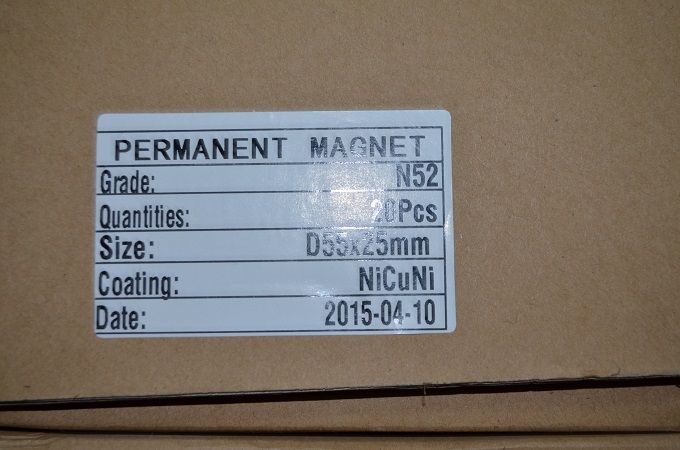 PERMANENT MAGNET
Grade: N52
Quantities: 20Pcs
Size: D55x25mm
Coating: NiCuNi
Date: 2015-04-10